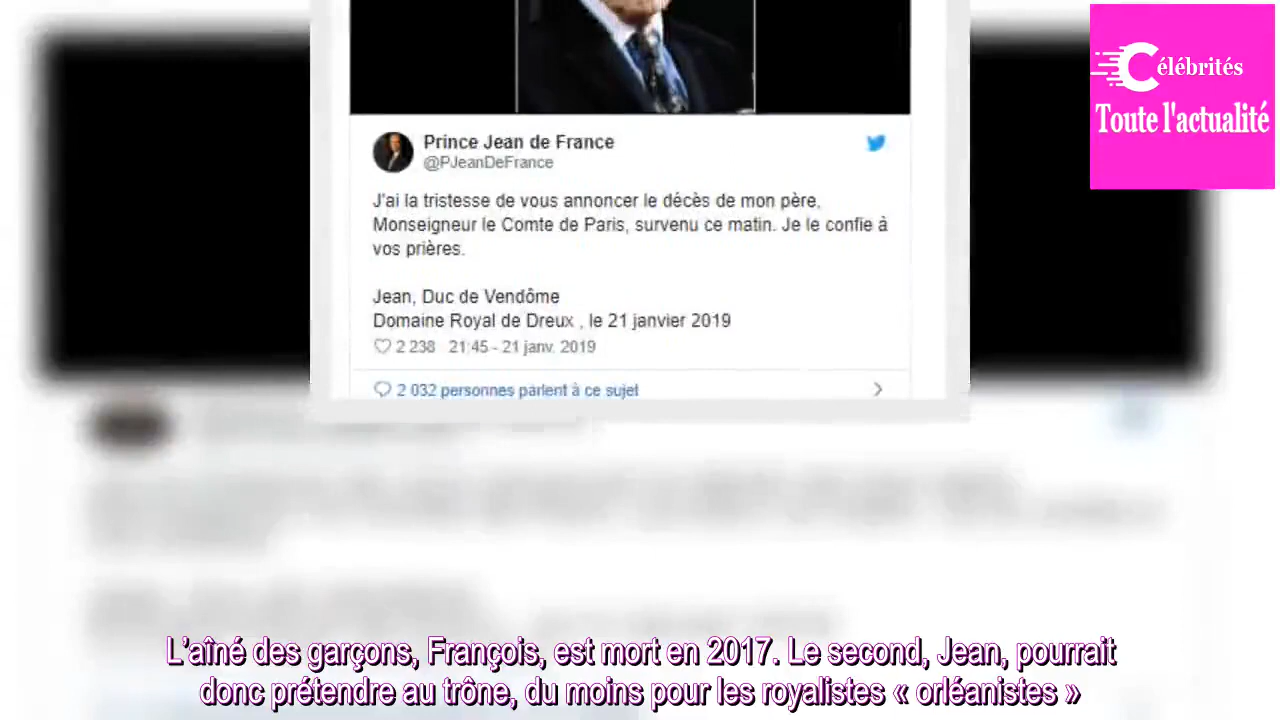 Célébrités
Toute l'actualité
Prince Jean de France
@PJeanDeFrance
J'ai la tristesse de vous annoncer le décès de mon père,
Monseigneur le Comte de Paris, survenu ce matin. Je le confie à
vos prières.
Jean, Duc de Vendôme
Domaine Royal de Dreux , le 21 janvier 2019
2 238 21:45 - 21 janv. 2019
2 032 personnes parlent à ce sujet
L'aîné des garçons, François, est mort en 2017. Le second, Jean, pourrait
donc prétendre au trône, du moins pour les royalistes « orléanistes »